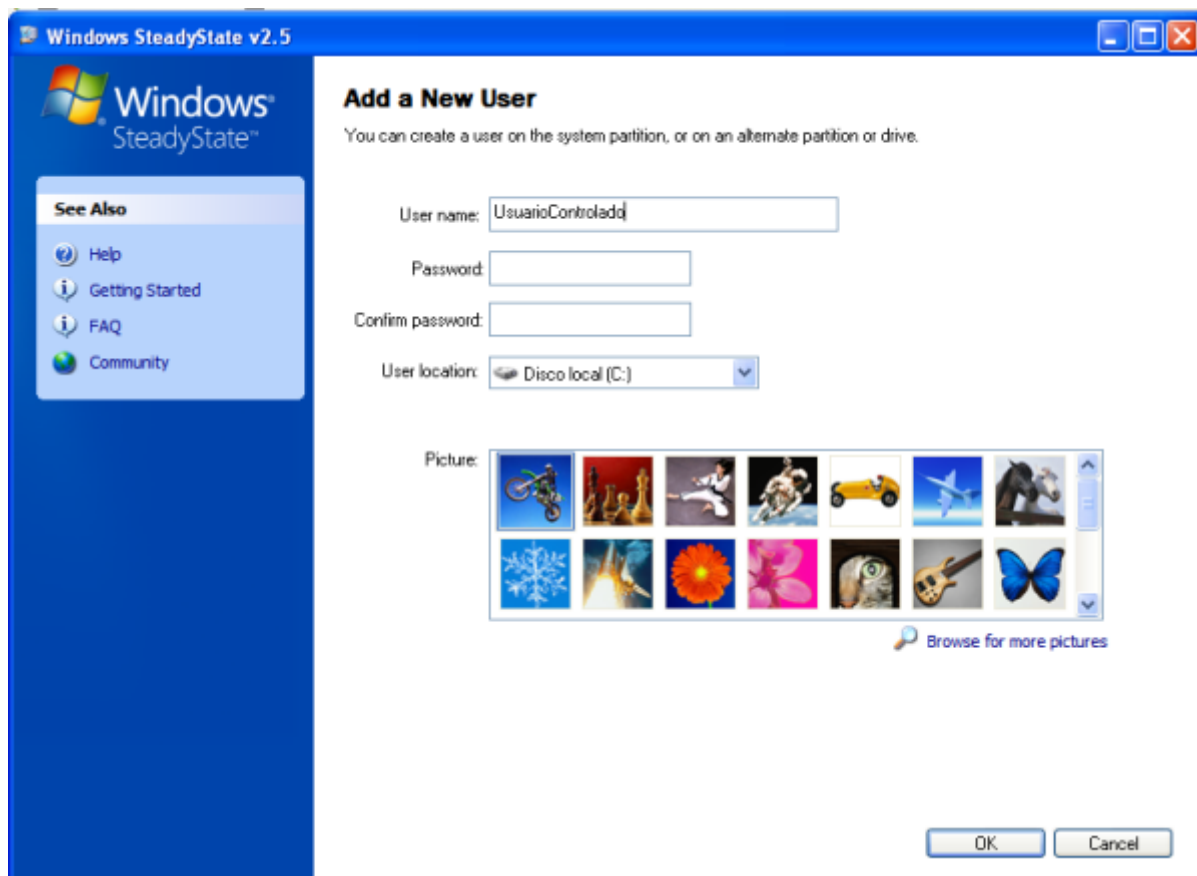 Windows SteadyState v2.5
Windows®
SteadyState™
See Also
Help
Getting Started
FAQ
Community
Add a New User
You can create a user on the system partition, or on an alternate partition or drive.
User name: UsuarioControlado
Password:
Confirm password:
User location: Disco local (C:)
Picture:
Browse for more pictures
OK Cancel